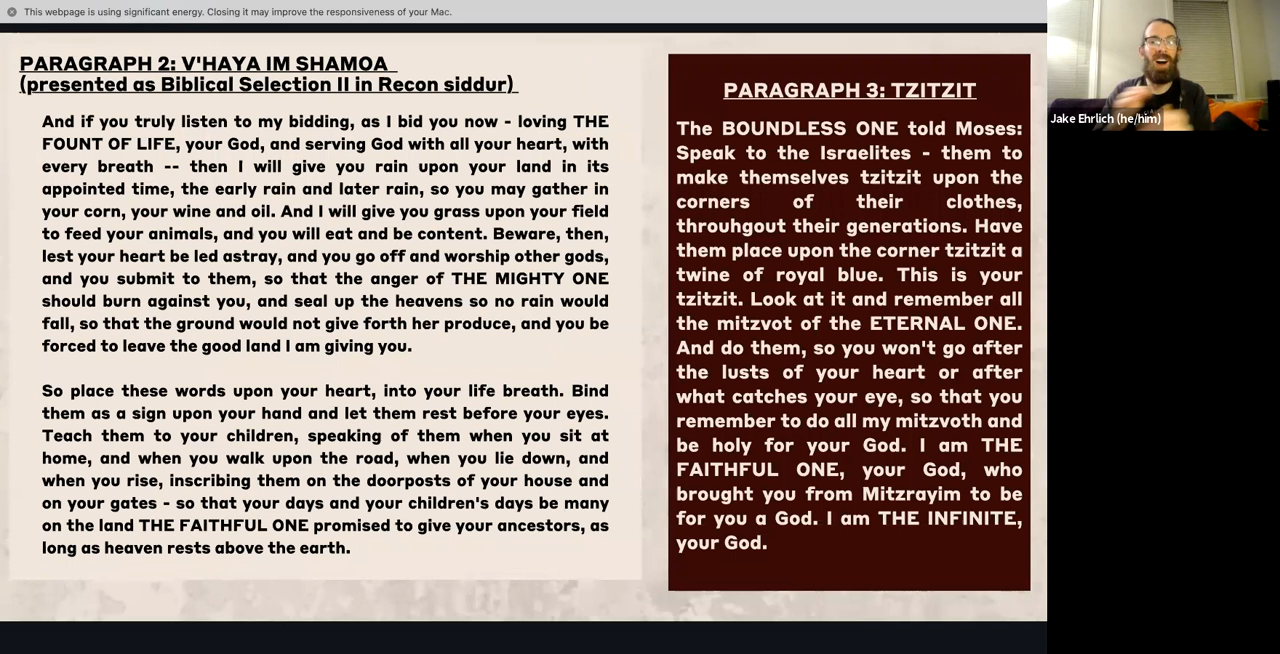 This webpage is using significant energy. Closing it may improve the responsiveness of your Mac.
PARAGRAPH 2: V'HAYA IM SHAMOA
(presented as Biblical Selection II in Recon siddur)
And if you truly listen to my bidding, as I bid you now - loving THE
FOUNT OF LIFE, your God, and serving God with all your heart, with
every breath -- then I will give you rain upon your land in its
appointed time, the early rain and later rain, so you may gather in
your corn, your wine and oil. And I will give you grass upon your field
to feed your animals, and you will eat and be content. Beware, then,
lest your heart be led astray, and you go off and worship other gods,
and you submit to them, so that the anger of THE MIGHTY ONE
should burn against you, and seal up the heavens so no rain would
fall, so that the ground would not give forth her produce, and you be
forced to leave the good land I am giving you.
So place these words upon your heart, into your life breath. Bind
them as a sign upon your hand and let them rest before your eyes.
Teach them to your children, speaking of them when you sit at
home, and when you walk upon the road, when you lie down, and
when you rise, inscribing them on the doorposts of your house and
on your gates - so that your days and your children's days be many
on the land THE FAITHFUL ONE promised to give your ancestors, as
long as heaven rests above the earth.
PARAGRAPH 3: TZITZIT
The BOUNDLESS ONE told Moses:
Speak to the Israelites - them to
make themselves tzitzit upon the
corners of their clothes,
throuhgout their generations. Have
them place upon the corner tzitzit a
twine of royal blue. This is your
tzitzit. Look at it and remember all
the mitzvot of the ETERNAL ONE.
And do them, so you won't go after
the lusts of your heart or after
what catches your eye, so that you
remember to do all my mitzvoth and
be holy for your God. I am THE
FAITHFUL ONE, your God, who
brought you from Mitzrayim to be
for you a God. I am THE INFINITE,
your God.
Jake Ehrlich (he/him)